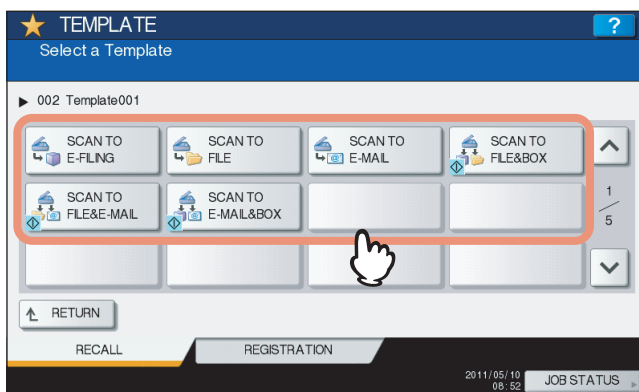 TEMPLATE
?
Select a Template
002 Template001
SCAN TO
E-FILING
SCAN TO
FILE
SCAN TO
E-MAIL
SCAN TO
FILE&BOX
SCAN TO
FILE&E-MAIL
SCAN TO
E-MAIL&BOX
1
5
RETURN
RECALL
REGISTRATION
2011/05/10
08:52
JOB STATUS